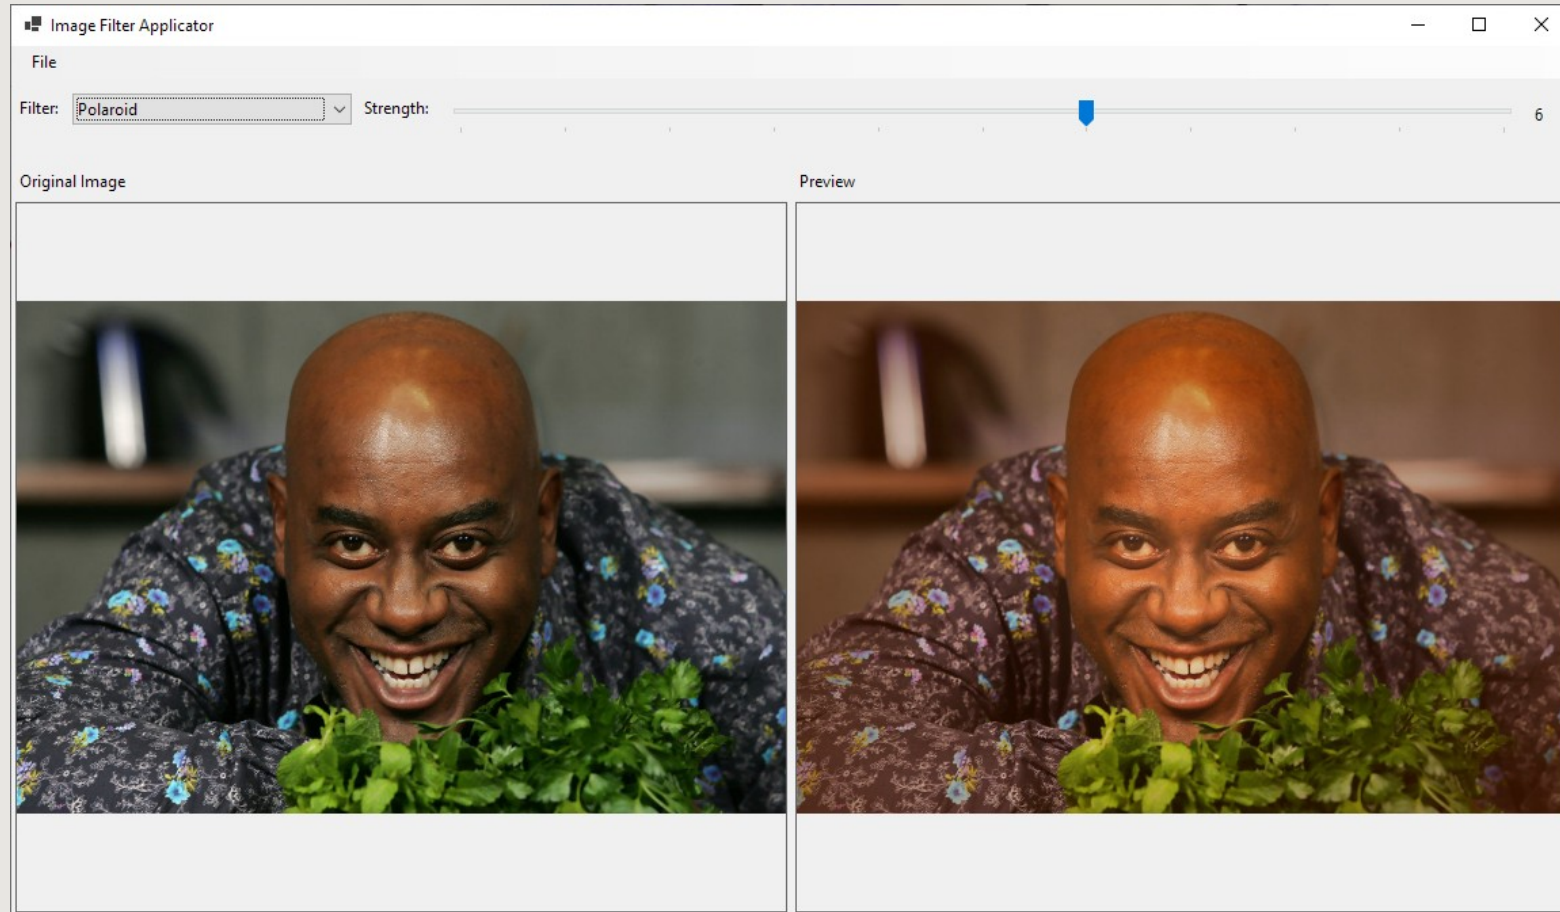 Image Filter Applicator
File
Filter: Polaroid Strength: 6
Original Image Preview